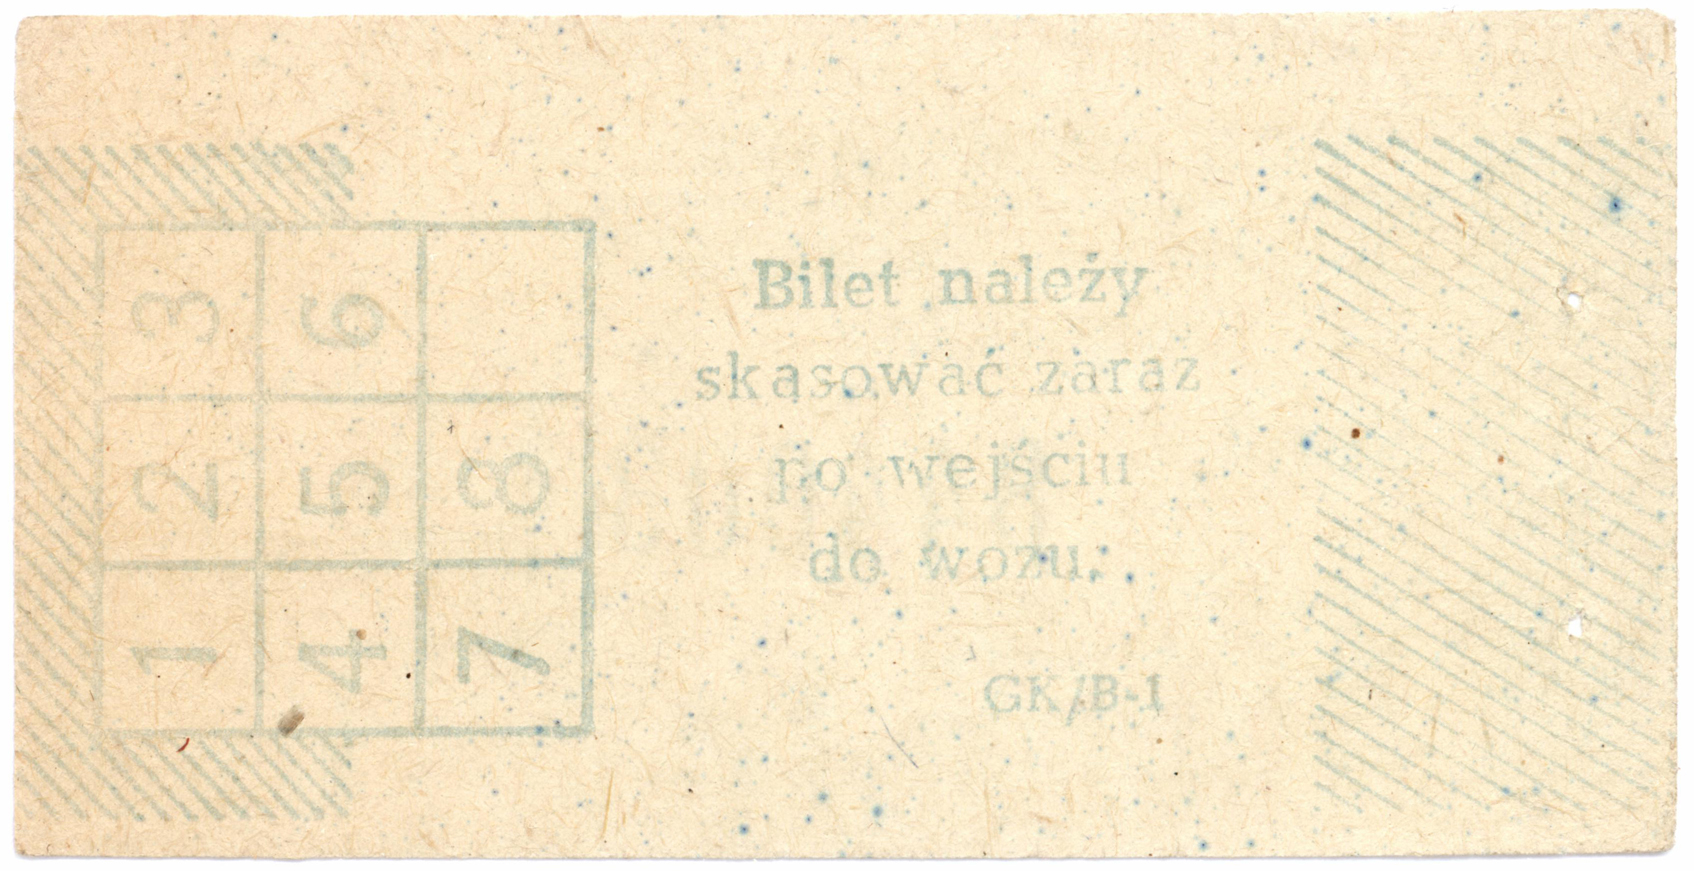 3 6
2 5 8
1 4 7
Bilet należy
skasować zaraz
po wejściu
do wozu.
GK/B-1